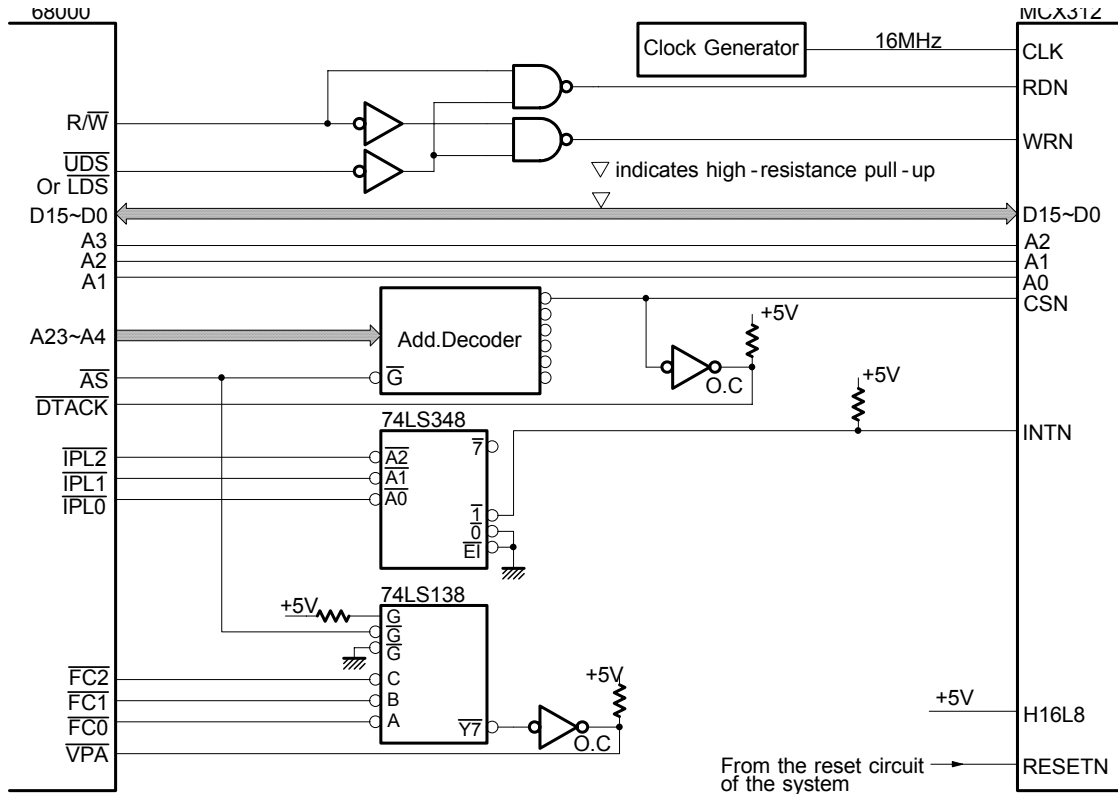 68000
MCX312
Clock Generator
16MHz
CLK
RDN
R/W
WRN
UDS
Or LDS
▽ indicates high-resistance pull-up
D15~D0
D15~D0
A3
A2
A2
A1
A1
A0
CSN
+5V
A23~A4
Add.Decoder
+5V
AS
G
O.C
DTACK
74LS348
7
INTN
IPL2
A2
IPL1
A1
IPL0
A0
1
0
EI
74LS138
+5V
G
G
G
FC2
C
+5V
FC1
B
+5V
H16L8
FC0
A
Y7
O.C
VPA
From the reset circuit
of the system
RESETN